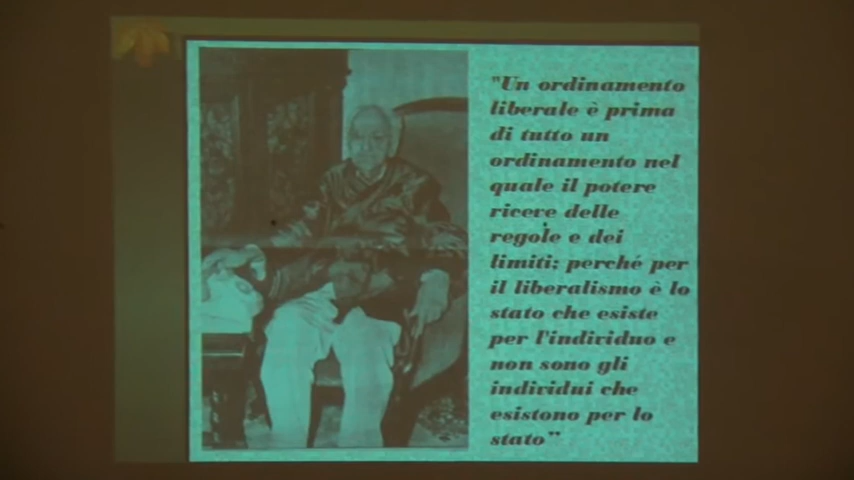 "Un ordinamento
liberale è prima
di tutto un
ordinamento nel
quale il potere
riceve delle
regole e dei
limiti; perché per
il liberalismo è lo
stato che esiste
per l'individuo e
non sono gli
individui che
esistono per lo
stato"